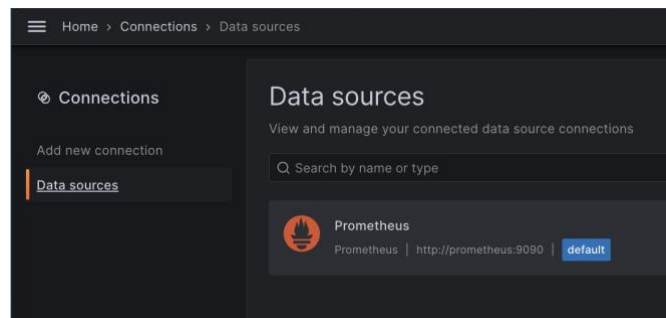 Home > Connections > Data sources
Connections
Add new connection
Data sources
Data sources
View and manage your connected data source connections
Search by name or type
Prometheus
Prometheus | http://prometheus:9090 | default